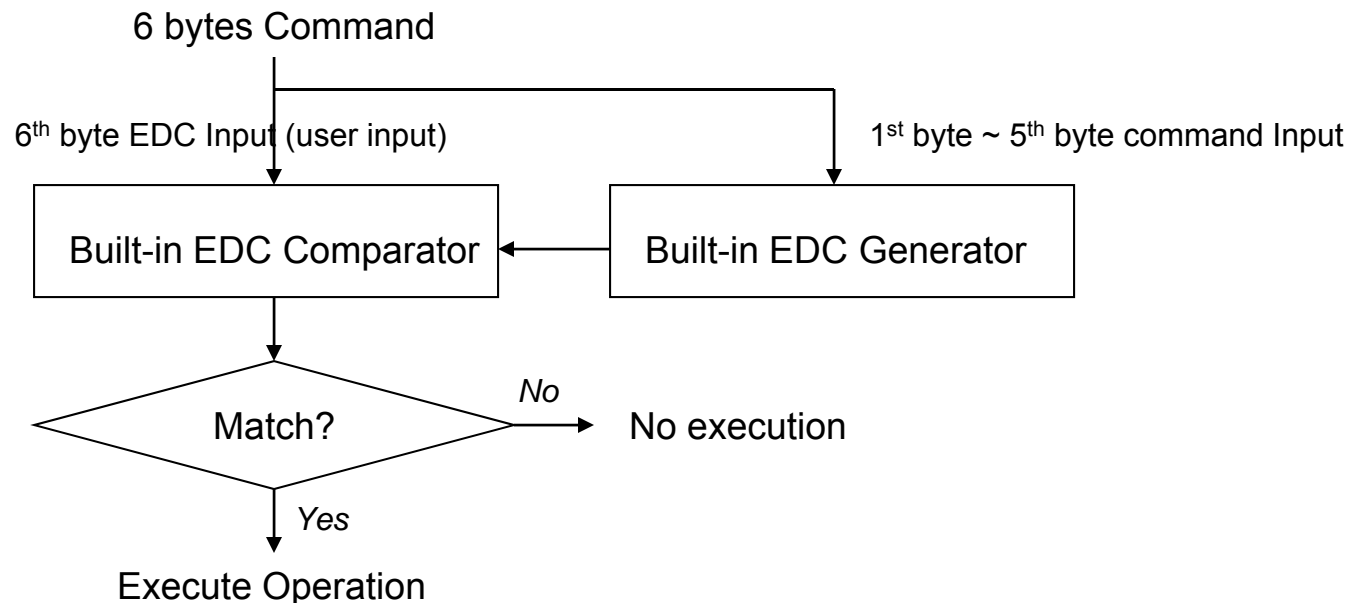 6 bytes Command
6th byte EDC Input (user input)
1st byte ~ 5th byte command Input
Built-in EDC Comparator
Built-in EDC Generator
Match?
No
No execution
Yes
Execute Operation